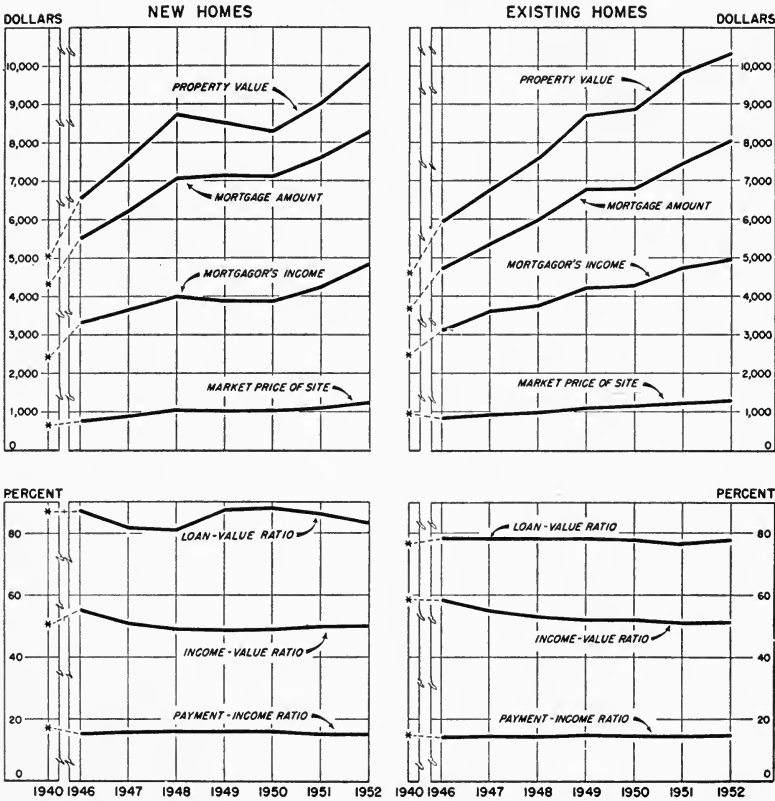 NEW HOMES
EXISTING HOMES
DOLLARS
DOLLARS
10,000
9,000
8,000
7,000
6,000
5,000
4,000
3,000
2,000
1,000
0
PROPERTY VALUE
MORTGAGE AMOUNT
MORTGAGOR'S INCOME
MARKET PRICE OF SITE
PROPERTY VALUE
MORTGAGE AMOUNT
MORTGAGOR'S INCOME
MARKET PRICE OF SITE
10,000
9,000
8,000
7,000
6,000
5,000
4,000
3,000
2,000
1,000
0
PERCENT
PERCENT
80
60
40
20
0
LOAN-VALUE RATIO
INCOME-VALUE RATIO
PAYMENT-INCOME RATIO
1940 1946 1947 1948 1949 1950 1951 1952
LOAN-VALUE RATIO
INCOME-VALUE RATIO
PAYMENT-INCOME RATIO
80
60
40
20
0
1940 1946 1947 1948 1949 1950 1951 1952